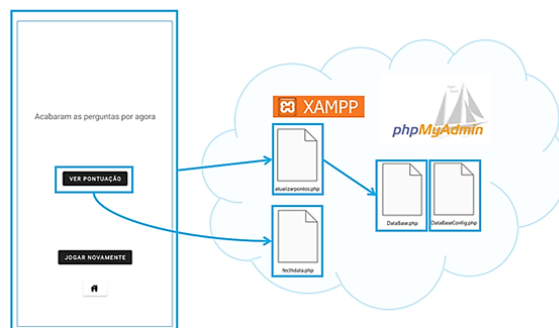 Acabaram as perguntas por agora
VER PONTUAÇÃO
JOGAR NOVAMENTE
XAMPP
phpMyAdmin
atualizarpontos.php
DataBase.php
DataBaseConfig.php
fecthdata.php